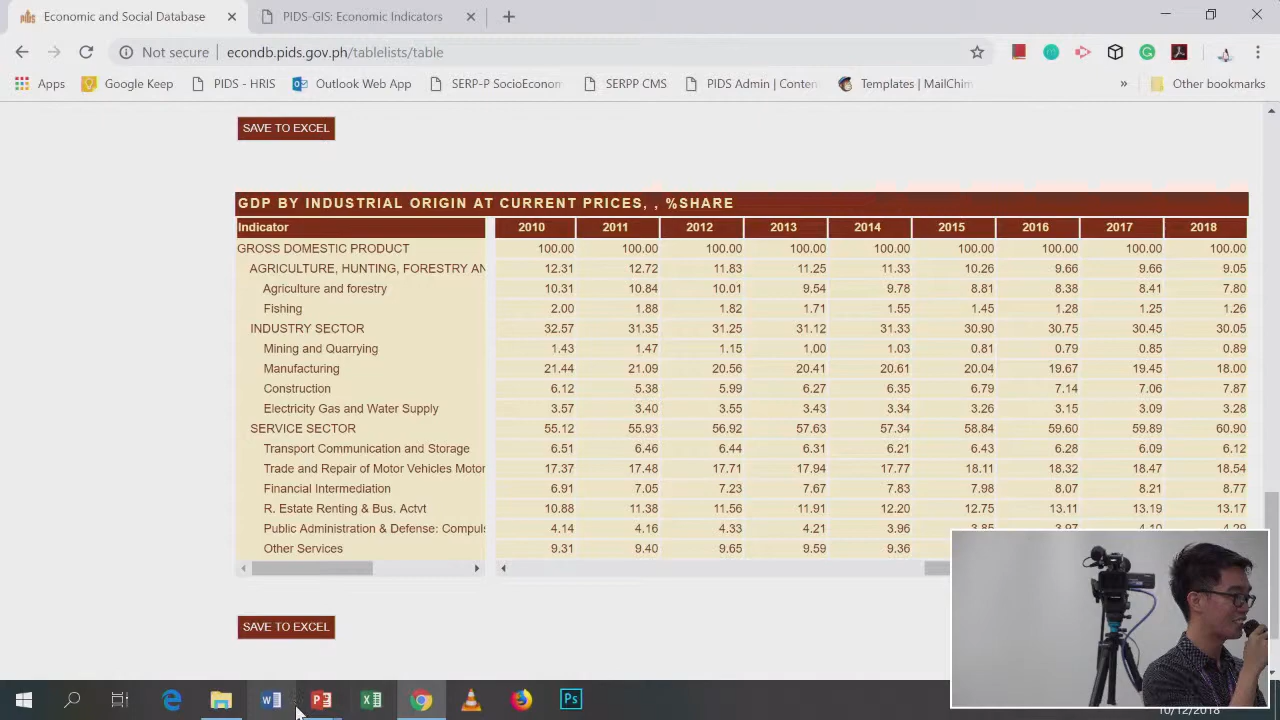 Economic and Social Database
PIDS-GIS: Economic Indicators
Not secure
econdb.pids.gov.ph/tablelists/table
Apps
Google Keep
PIDS - HRIS
Outlook Web App
SERP-P SocioEconom
SERPP CMS
PIDS Admin | Conten
Templates | MailChim
»
Other bookmarks
SAVE TO EXCEL
GDP BY INDUSTRIAL ORIGIN AT CURRENT PRICES, , %SHARE
Indicator 2010 2011 2012 2013 2014 2015 2016 2017 2018
GROSS DOMESTIC PRODUCT 100.00 100.00 100.00 100.00 100.00 100.00 100.00 100.00 100.00
AGRICULTURE, HUNTING, FORESTRY AN 12.31 12.72 11.83 11.25 11.33 10.26 9.66 9.66 9.05
Agriculture and forestry 10.31 10.84 10.01 9.54 9.78 8.81 8.38 8.41 7.80
Fishing 2.00 1.88 1.82 1.71 1.55 1.45 1.28 1.25 1.26
INDUSTRY SECTOR 32.57 31.35 31.25 31.12 31.33 30.90 30.75 30.45 30.05
Mining and Quarrying 1.43 1.47 1.15 1.00 1.03 0.81 0.79 0.85 0.89
Manufacturing 21.44 21.09 20.56 20.41 20.61 20.04 19.67 19.45 18.00
Construction 6.12 5.38 5.99 6.27 6.35 6.79 7.14 7.06 7.87
Electricity Gas and Water Supply 3.57 3.40 3.55 3.43 3.34 3.26 3.15 3.09 3.28
SERVICE SECTOR 55.12 55.93 56.92 57.63 57.34 58.84 59.60 59.89 60.90
Transport Communication and Storage 6.51 6.46 6.44 6.31 6.21 6.43 6.28 6.09 6.12
Trade and Repair of Motor Vehicles Motor 17.37 17.48 17.71 17.94 17.77 18.11 18.32 18.47 18.54
Financial Intermediation 6.91 7.05 7.23 7.67 7.83 7.98 8.07 8.21 8.77
R. Estate Renting & Bus. Actvt 10.88 11.38 11.56 11.91 12.20 12.75 13.11 13.19 13.17
Public Administration & Defense: Compuls 4.14 4.16 4.33 4.21 3.96 3.85 3.97 4.10 4.29
Other Services 9.31 9.40 9.65 9.59 9.36
SAVE TO EXCEL
Ps
10/12/2018